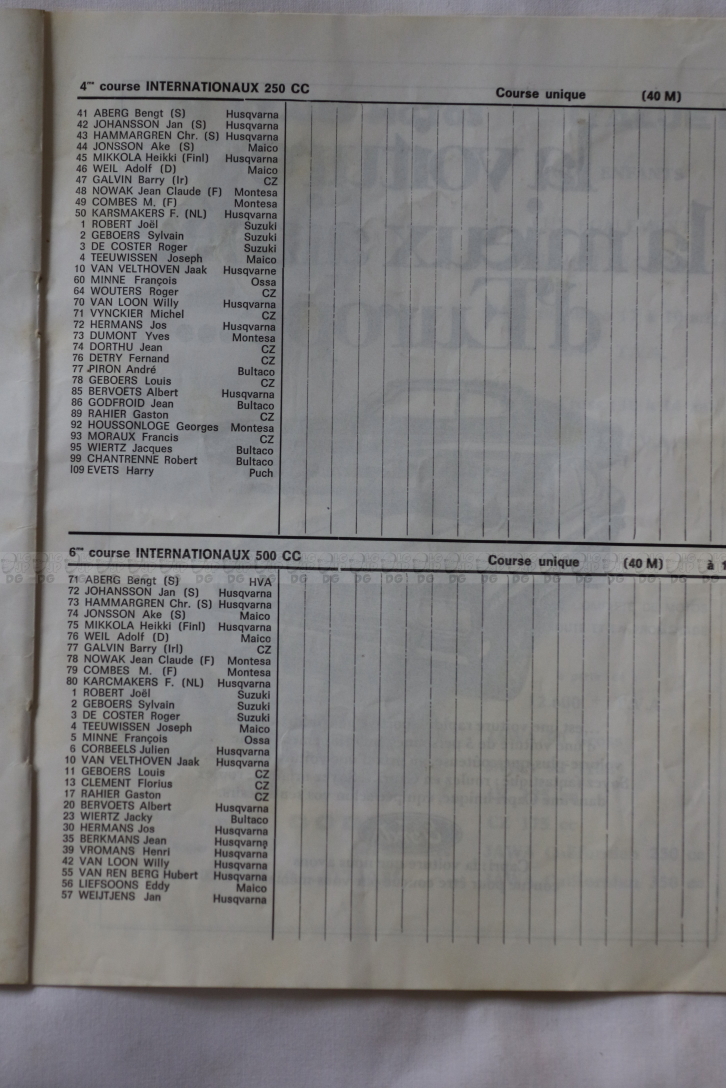 4me course INTERNATIONAUX 250 CC Course unique (40 M)
41 ABERG Bengt (S) Husqvarna
42 JOHANSSON Jan (S) Husqvarna
43 HAMMARGREN Chr. (S) Husqvarna
44 JONSSON Ake (S) Maico
45 MIKKOLA Heikki (Finl) Husqvarna
46 WEIL Adolf (D) Maico
47 GALVIN Barry (Ir) CZ
48 NOWAK Jean Claude (F) Montesa
49 COMBES M. (F) Montesa
50 KARSMAKERS F. (NL) Husqvarna
1 ROBERT Joël Suzuki
2 GEBOERS Sylvain Suzuki
3 DE COSTER Roger Suzuki
4 TEEUWISSEN Joseph Maico
10 VAN VELTHOVEN Jaak Husqvarne
60 MINNE François Ossa
64 WOUTERS Roger CZ
70 VAN LOON Willy Husqvarna
71 VYNCKIER Michel CZ
72 HERMANS Jos Husqvarna
73 DUMONT Yves Montesa
74 DORTHU Jean CZ
76 DETRY Fernand CZ
77 PIRON André Bultaco
78 GEBOERS Louis CZ
85 BERVOETS Albert Husqvarna
86 GODFROID Jean Bultaco
89 RAHIER Gaston CZ
92 HOUSSONLOGE Georges Montesa
93 MORAUX Francis CZ
95 WIERTZ Jacques Bultaco
99 CHANTRENNE Robert Bultaco
109 EVETS Harry Puch
6me course INTERNATIONAUX 500 CC Course unique (40 M) à 1
71 ABERG Bengt (S) HVA
72 JOHANSSON Jan (S) Husqvarna
73 HAMMARGREN Chr. (S) Husqvarna
74 JONSSON Ake (S) Maico
75 MIKKOLA Heikki (Finl) Husqvarna
76 WEIL Adolf (D) Maico
77 GALVIN Barry (Irl) CZ
78 NOWAK Jean Claude (F) Montesa
79 COMBES M. (F) Montesa
80 KARCMAKERS F. (NL) Husqvarna
1 ROBERT Joël Suzuki
2 GEBOERS Sylvain Suzuki
3 DE COSTER Roger Suzuki
4 TEEUWISSEN Joseph Maico
5 MINNE François Ossa
6 CORBEELS Julien Husqvarna
10 VAN VELTHOVEN Jaak Husqvarna
11 GEBOERS Louis CZ
13 CLEMENT Florius CZ
17 RAHIER Gaston CZ
20 BERVOETS Albert Husqvarna
23 WIERTZ Jacky Bultaco
30 HERMANS Jos Husqvarna
35 BERKMANS Jean Husqvarna
39 VROMANS Henri Husqvarna
42 VAN LOON Willy Husqvarna
55 VAN REN BERG Hubert Husqvarna
56 LIEFSOONS Eddy Maico
57 WEIJTJENS Jan Husqvarna